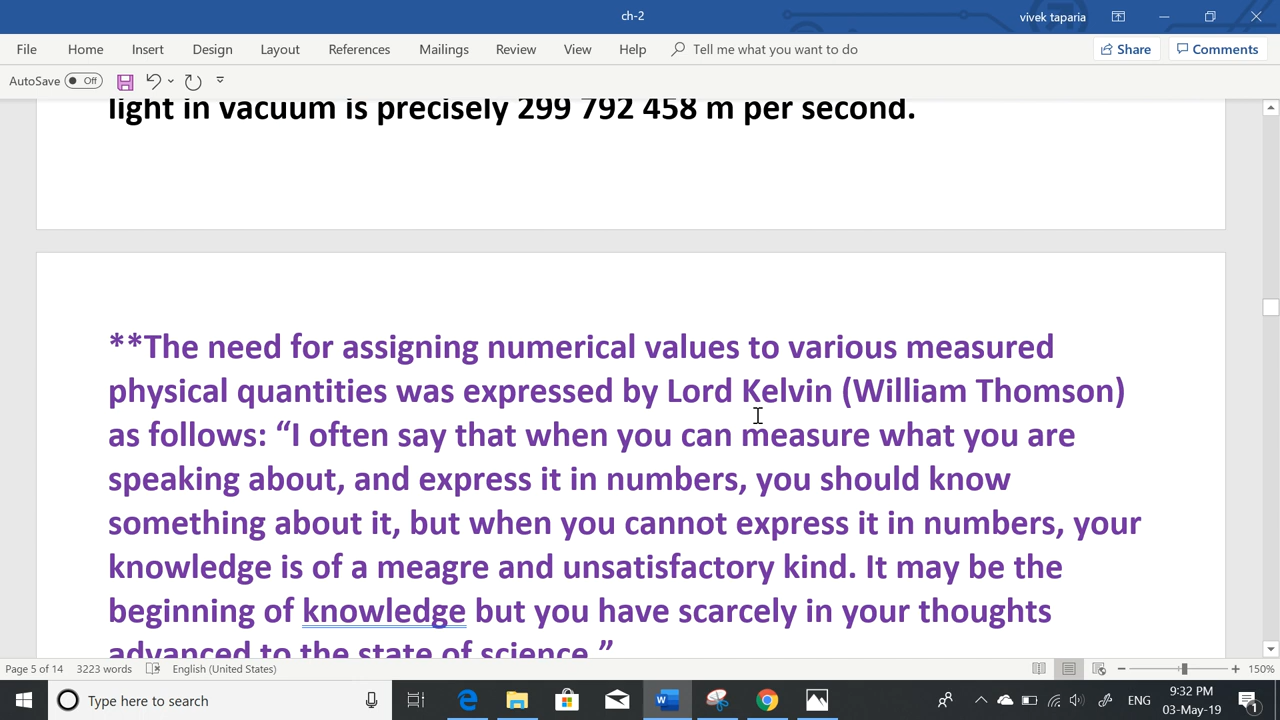 ch-2
vivek taparia
File Home Insert Design Layout References Mailings Review View Help Tell me what you want to do Share Comments
AutoSave Off
light in vacuum is precisely 299 792 458 m per second.
**The need for assigning numerical values to various measured
physical quantities was expressed by Lord Kelvin (William Thomson)
as follows: “I often say that when you can measure what you are
speaking about, and express it in numbers, you should know
something about it, but when you cannot express it in numbers, your
knowledge is of a meagre and unsatisfactory kind. It may be the
beginning of knowledge but you have scarcely in your thoughts
advanced to the state of science.”
Page 5 of 14 3223 words English (United States) 150%
Type here to search ENG 9:32 PM
03-May-19 1